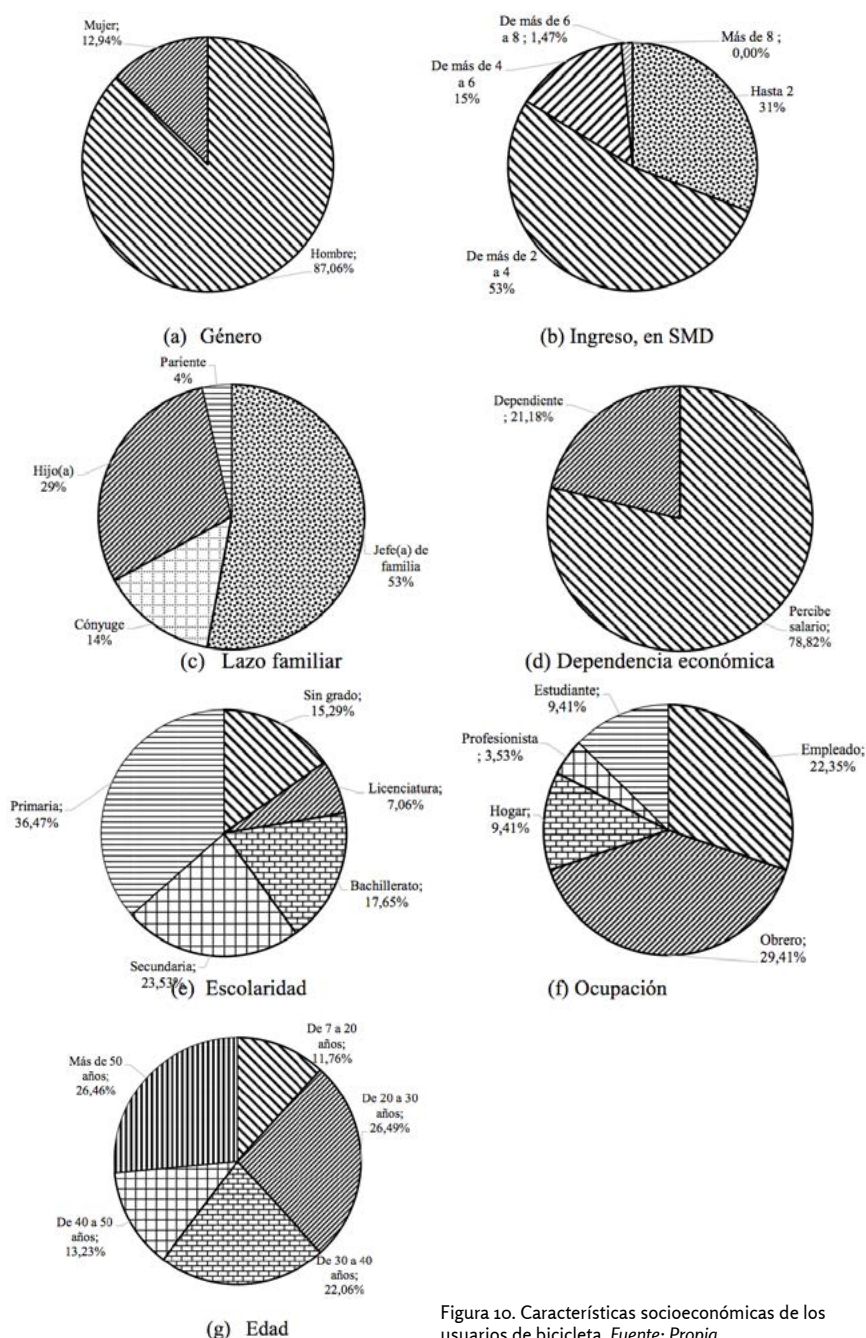 Mujer;
12,94%
Hombre;
87,06%
(a) Género
De más de 6
a 8 ; 1,47%
Más de 8 ;
0,00%
De más de 4
a 6
15%
Hasta 2
31%
De más de 2
a 4
53%
(b) Ingreso, en SMD
Pariente
4%
Hijo(a)
29%
Jefe(a) de
familia
53%
Cónyuge
14%
(c) Lazo familiar
Dependiente
; 21,18%
Percibe
salario;
78,82%
(d) Dependencia económica
Sin grado;
15,29%
Licenciatura;
7,06%
Primaria;
36,47%
Bachillerato;
17,65%
Secundaria;
23,53%
(e) Escolaridad
Estudiante;
9,41%
Profesionista
; 3,53%
Empleado;
22,35%
Hogar;
9,41%
Obrero;
29,41%
(f) Ocupación
De 7 a 20
años;
11,76%
Más de 50
años;
26,46%
De 20 a 30
años;
26,49%
De 40 a 50
años;
13,23%
De 30 a 40
años;
22,06%
(g) Edad
Figura 10. Características socioeconómicas de los
usuarios de bicicleta. Fuente: Propia